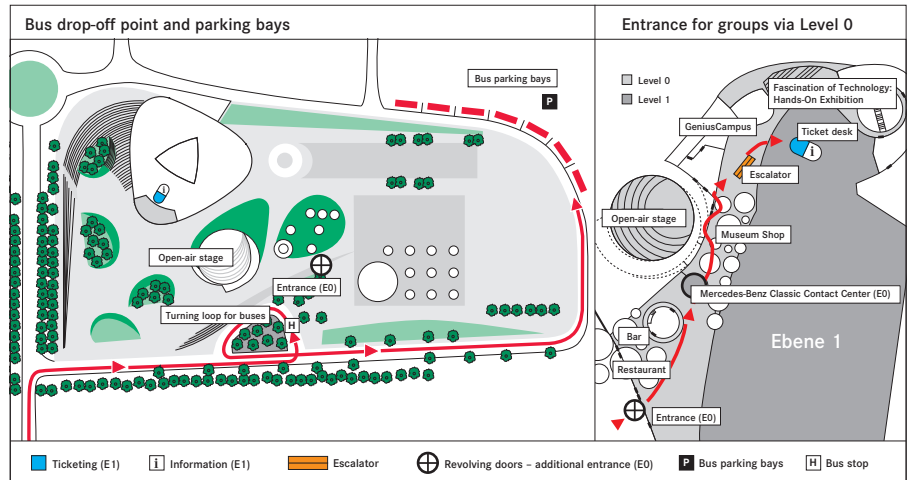 Bus drop-off point and parking bays
Bus parking bays
P
i
Open-air stage
Entrance (E0)
Turning loop for buses
H
Entrance for groups via Level 0
Level 0
Level 1
Fascination of Technology:
Hands-On Exhibition
GeniusCampus
Ticket desk
i
Escalator
Open-air stage
Museum Shop
Mercedes-Benz Classic Contact Center (E0)
Bar
Ebene 1
Restaurant
Entrance (E0)
Ticketing (E1)
i Information (E1)
Escalator
Revolving doors – additional entrance (E0)
P Bus parking bays
H Bus stop